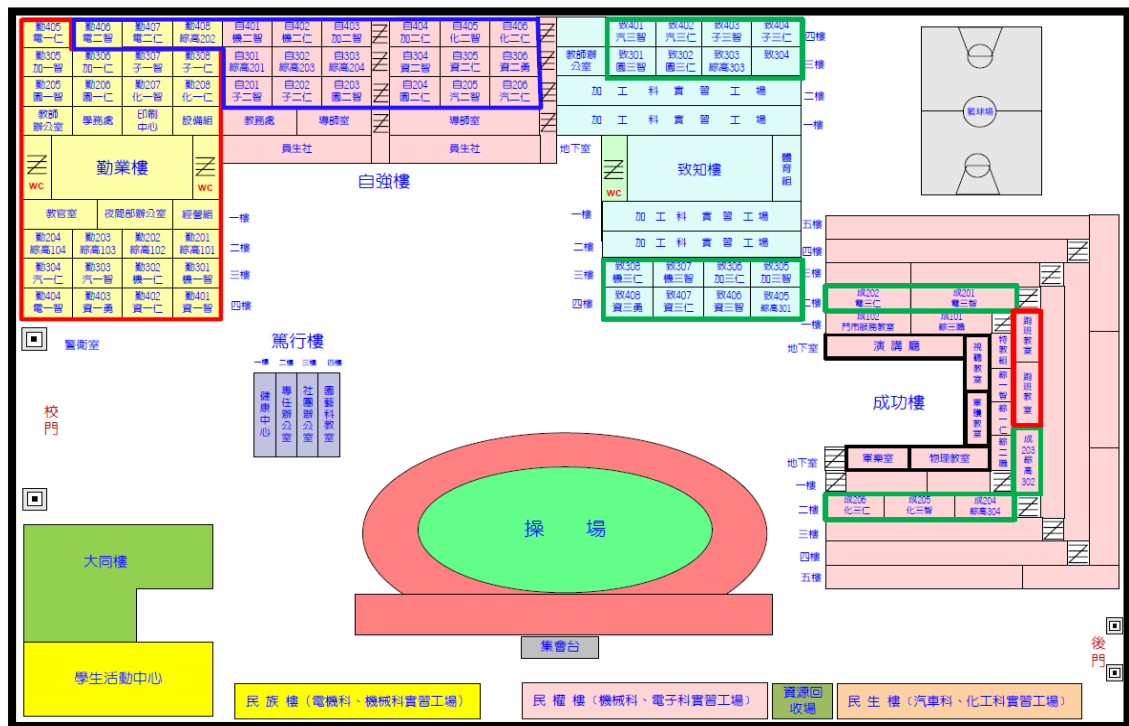 勤405 勤406 勤407 勤408
電一仁 電二智 電二仁 綜高202
勤305 勤306 勤307 勤308
加一智 加一仁 子一智 子一仁
勤205 勤206 勤207 勤208
園一智 園一仁 化一智 化一仁
教師辦公室 學務處 印刷中心 設備組
勤業樓
WC WC
教官室 夜間部辦公室 經營組 一樓
勤204 勤203 勤202 勤201
綜高104 綜高103 綜高102 綜高101 二樓
勤304 勤303 勤302 勤301
汽一仁 汽一智 機一仁 機一智 三樓
勤404 勤403 勤402 勤401
電一智 資一勇 資一仁 資一智 四樓
自401 自402 自403 自404 自405 自406
機二智 機二仁 加二智 加二仁 化二智 化二仁
自301 自302 自303 自304 自305 自306
綜高201 綜高203 綜高204 資二智 資二仁 資二勇
自201 自202 自203 自204 自205 自206
子二智 子二仁 園二智 園二仁 汽二智 汽二仁
教務處 導師室 導師室
員生社 員生社 地下室
自強樓
致401 致402 致403 致404
汽三智 汽三仁 子三智 子三仁 四樓
教師辦公室
致301 致302 致303 致304
園三智 園三仁 綜高303 三樓
加工科實習工場 二樓
加工科實習工場 一樓
致知樓
體育組
WC
一樓 加工科實習工場
二樓 加工科實習工場
三樓 致308 致307 致306 致305
機三仁 機三智 加三仁 加三智
四樓 致408 致407 致406 致405
資三勇 資三仁 資三智 綜高301
籃球場
五樓
四樓
三樓
二樓 成202 成201
電三仁 電三智
一樓 成102 成101
門市服務教室 綜三職
地下室 演講廳
視聽教室
軍護教室
特教組
綜一智
綜一仁
綜二職
跑班教室
跑班教室
成203綜高302
成功樓
地下室 軍樂室 物理教室
一樓
二樓 成206 成205 成204
化三仁 化三智 綜高304
三樓
四樓
五樓
警衛室
校門
篤行樓
一樓 二樓 三樓 四樓
健康中心
專任辦公室
社團辦公室
園藝科教室
操場
集會台
大同樓
學生活動中心
後門
民族樓(電機科、機械科實習工場)
民權樓(機械科、電子科實習工場)
資源回收場
民生樓(汽車科、化工科實習工場)